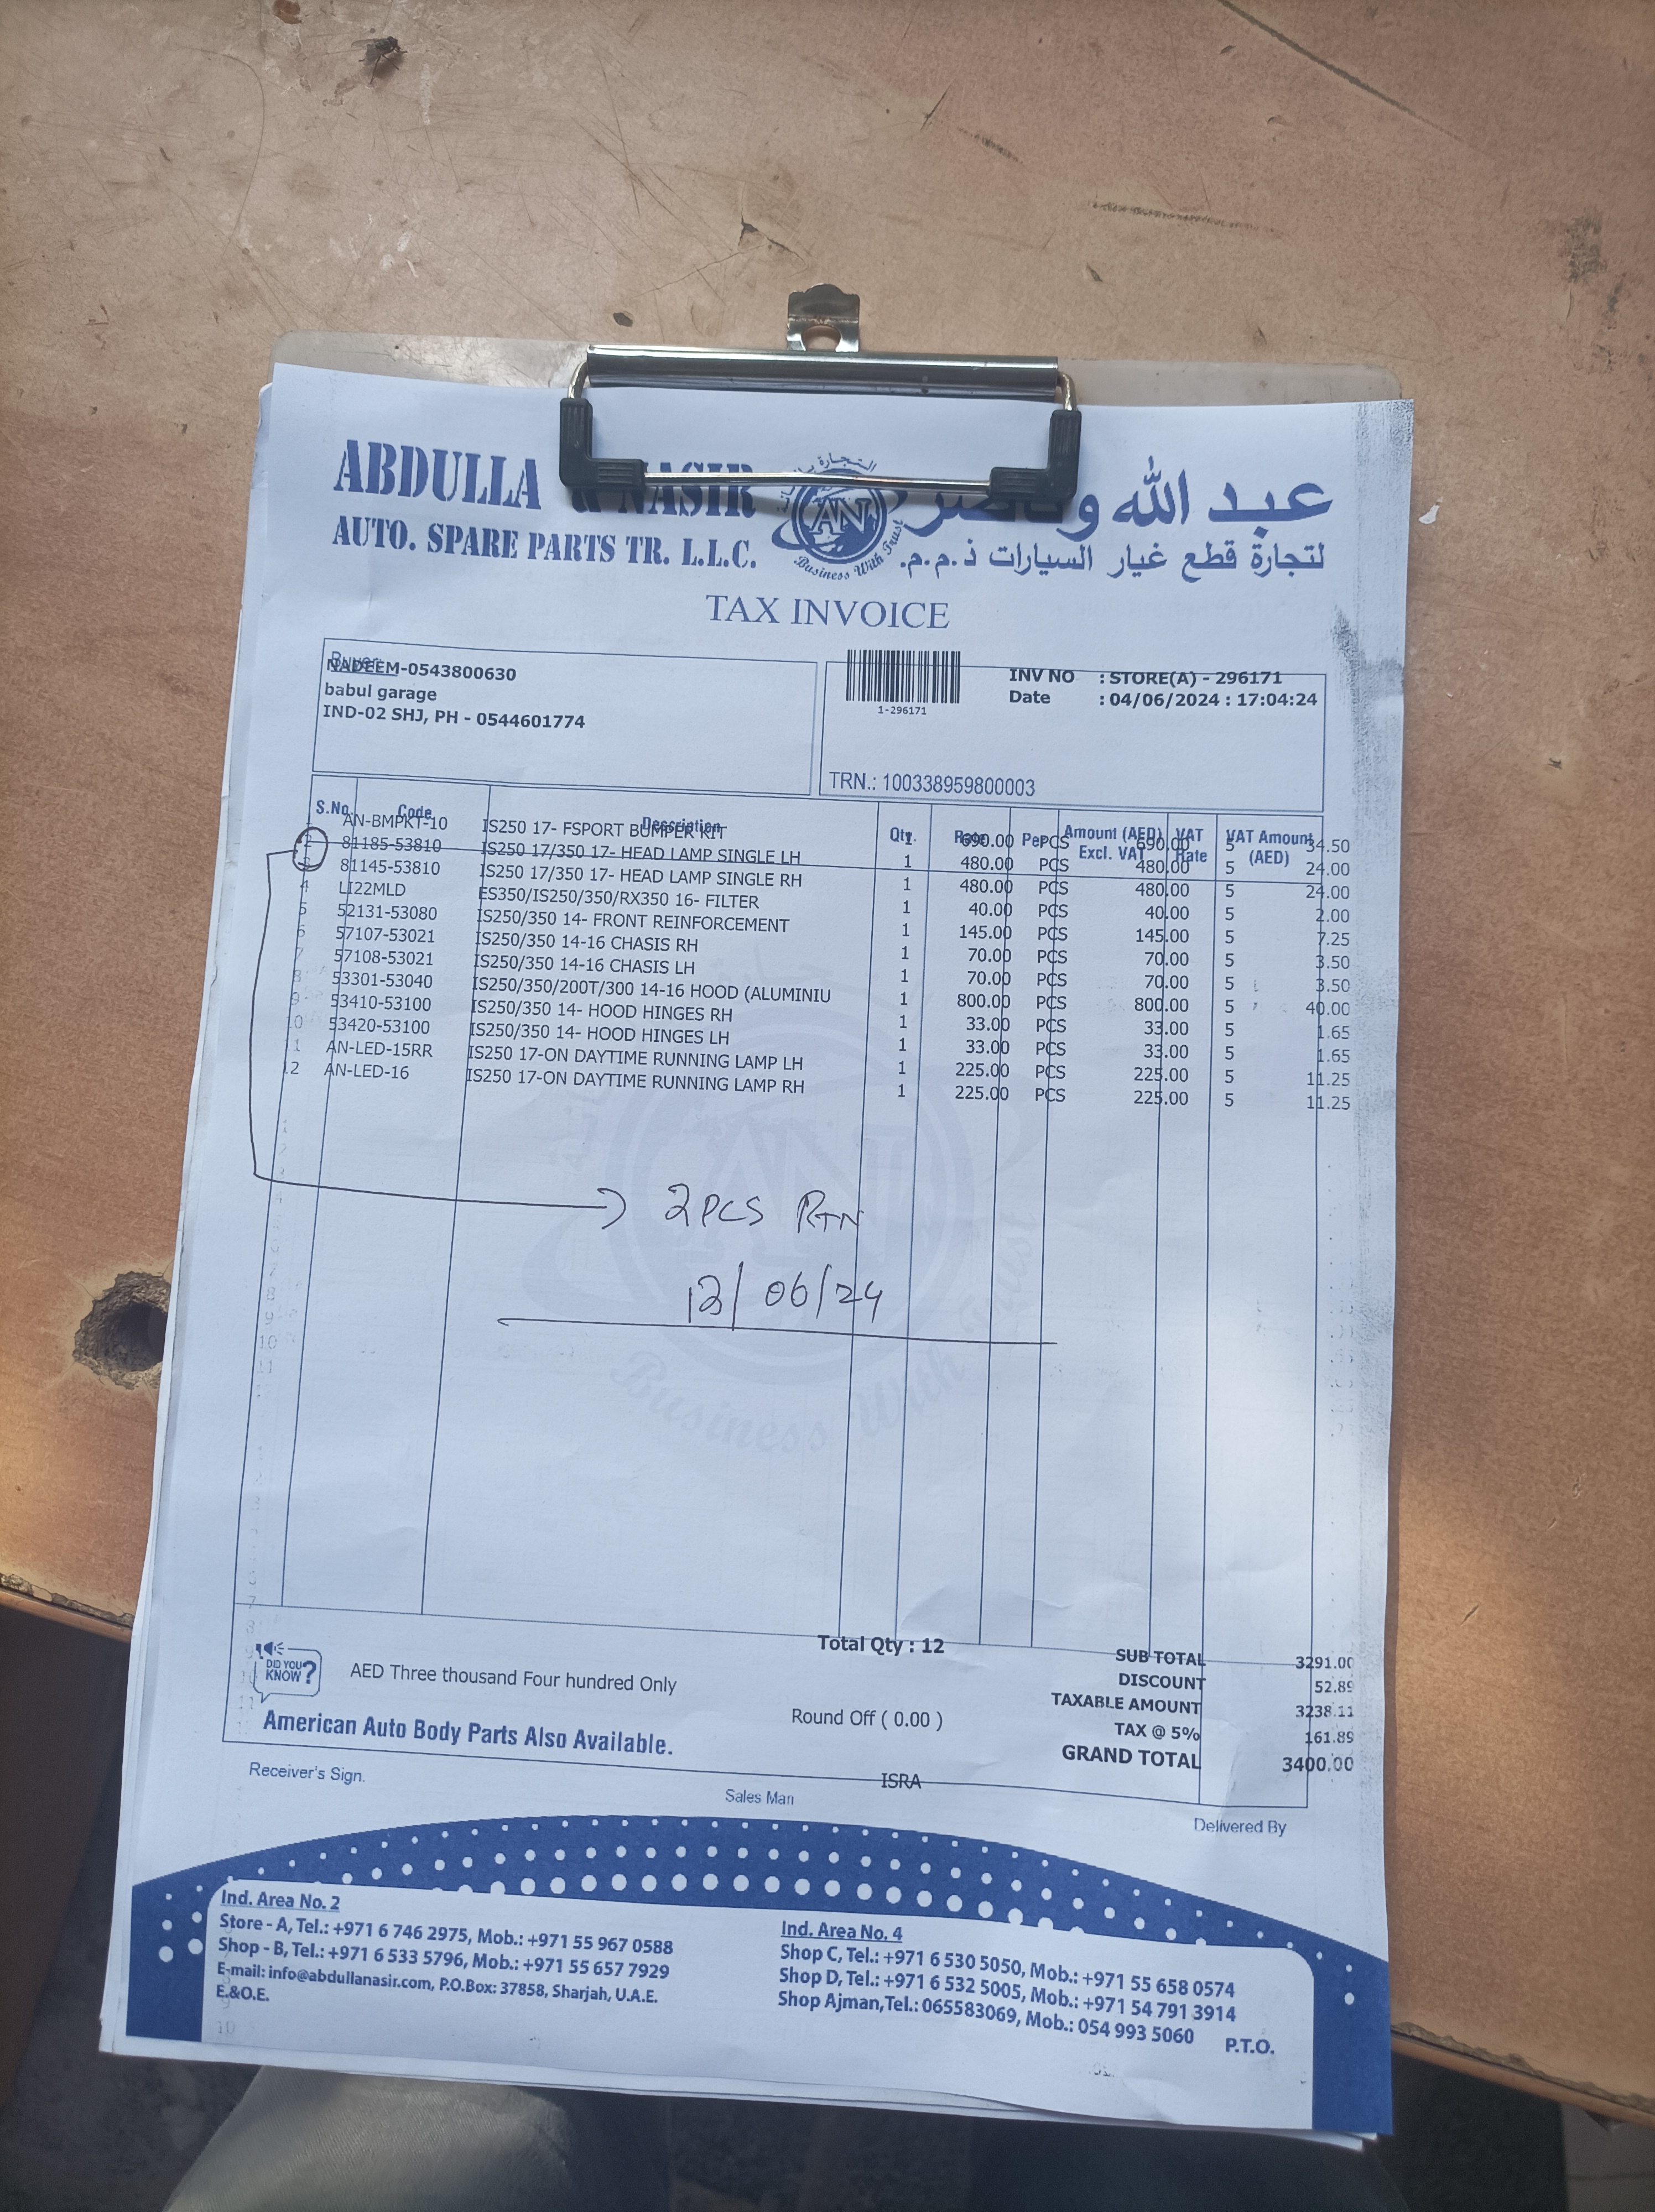 ABDULLA & NASIR
عبد الله و
AUTO. SPARE PARTS TR. L.L.C.
لتجارة قطع غيار السيارات ذ.م.م.
AN
Business With Trust
TAX INVOICE
Buyer:
NADEEM-0543800630
babul garage
IND-02 SHJ, PH - 0544601774
1-296171
INV NO : STORE(A) - 296171
Date : 04/06/2024 : 17:04:24
TRN.: 100338959800003
S.No. Code Description Qty. Rate Per Amount (AED) Excl. VAT VAT Rate VAT Amount (AED)
AN-BMPKT-10 IS250 17- FSPORT BUMPER KIT 1 690.00 PCS 690.00 5 34.50
2 81185-53810 IS250 17/350 17- HEAD LAMP SINGLE LH 1 480.00 PCS 480.00 5 24.00
3 81145-53810 IS250 17/350 17- HEAD LAMP SINGLE RH 1 480.00 PCS 480.00 5 24.00
4 LI22MLD ES350/IS250/350/RX350 16- FILTER 1 40.00 PCS 40.00 5 2.00
5 52131-53080 IS250/350 14- FRONT REINFORCEMENT 1 145.00 PCS 145.00 5 7.25
6 57107-53021 IS250/350 14-16 CHASIS RH 1 70.00 PCS 70.00 5 3.50
7 57108-53021 IS250/350 14-16 CHASIS LH 1 70.00 PCS 70.00 5 3.50
8 53301-53040 IS250/350/200T/300 14-16 HOOD (ALUMINIU 1 800.00 PCS 800.00 5 40.00
9 53410-53100 IS250/350 14- HOOD HINGES RH 1 33.00 PCS 33.00 5 1.65
10 53420-53100 IS250/350 14- HOOD HINGES LH 1 33.00 PCS 33.00 5 1.65
11 AN-LED-15RR IS250 17-ON DAYTIME RUNNING LAMP LH 1 225.00 PCS 225.00 5 11.25
12 AN-LED-16 IS250 17-ON DAYTIME RUNNING LAMP RH 1 225.00 PCS 225.00 5 11.25
2 PCS RTN
/06/24
Business With Trust
Total Qty : 12
SUB TOTAL 3291.00
DISCOUNT 52.89
TAXABLE AMOUNT 3238.11
TAX @ 5% 161.89
GRAND TOTAL 3400.00
DID YOU KNOW?
AED Three thousand Four hundred Only
Round Off ( 0.00 )
American Auto Body Parts Also Available.
Receiver's Sign.
ISRA
Sales Man
Delivered By
Ind. Area No. 2
Store - A, Tel.: +971 6 746 2975, Mob.: +971 55 967 0588
Shop - B, Tel.: +971 6 533 5796, Mob.: +971 55 657 7929
E-mail: info@abdullanasir.com, P.O.Box: 37858, Sharjah, U.A.E.
E.&O.E.
Ind. Area No. 4
Shop C, Tel.: +971 6 530 5050, Mob.: +971 55 658 0574
Shop D, Tel.: +971 6 532 5005, Mob.: +971 54 791 3914
Shop Ajman,Tel.: 065583069, Mob.: 054 993 5060
P.T.O.